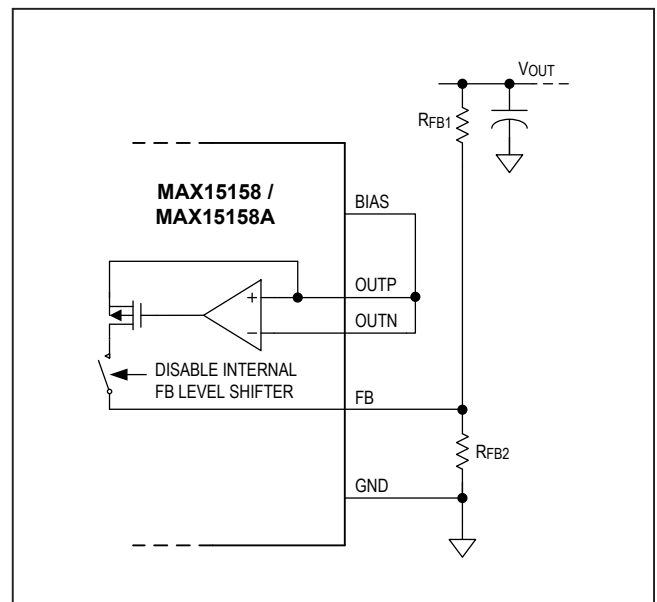 VOUT
RFB1
MAX15158 /
MAX15158A
BIAS
OUTP
+
OUTN
−
DISABLE INTERNAL
FB LEVEL SHIFTER
FB
RFB2
GND